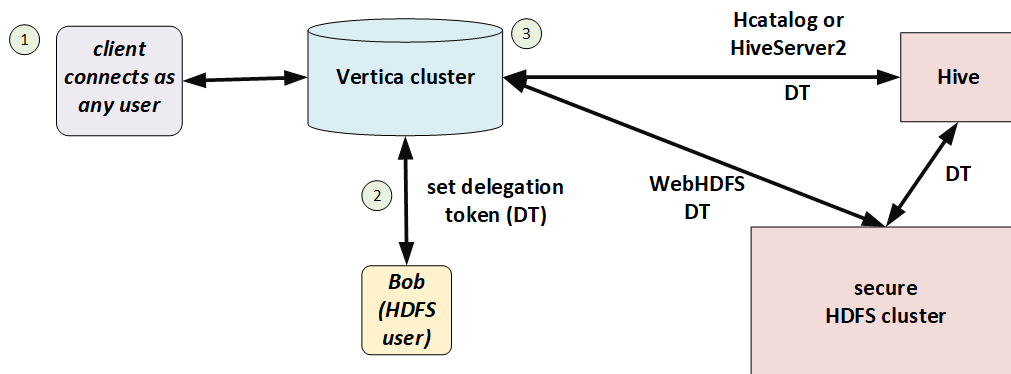 1
client
connects as
any user
Vertica cluster
3
Hcatalog or
HiveServer2
DT
Hive
2
set delegation
token (DT)
WebHDFS
DT
DT
Bob
(HDFS
user)
secure
HDFS cluster